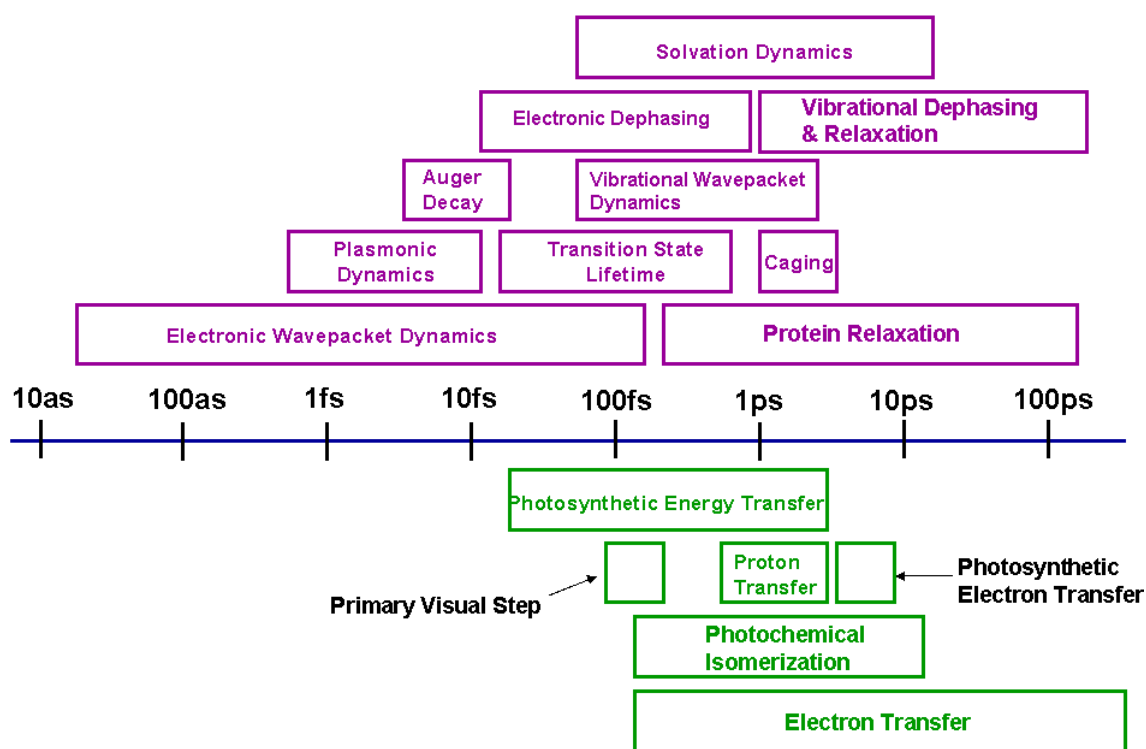 Solvation Dynamics
Electronic Dephasing
Vibrational Dephasing
& Relaxation
Auger
Decay
Vibrational Wavepacket
Dynamics
Plasmonic
Dynamics
Transition State
Lifetime
Caging
Electronic Wavepacket Dynamics
Protein Relaxation
10as 100as 1fs 10fs 100fs 1ps 10ps 100ps
Photosynthetic Energy Transfer
Primary Visual Step
Proton
Transfer
Photosynthetic
Electron Transfer
Photochemical
Isomerization
Electron Transfer